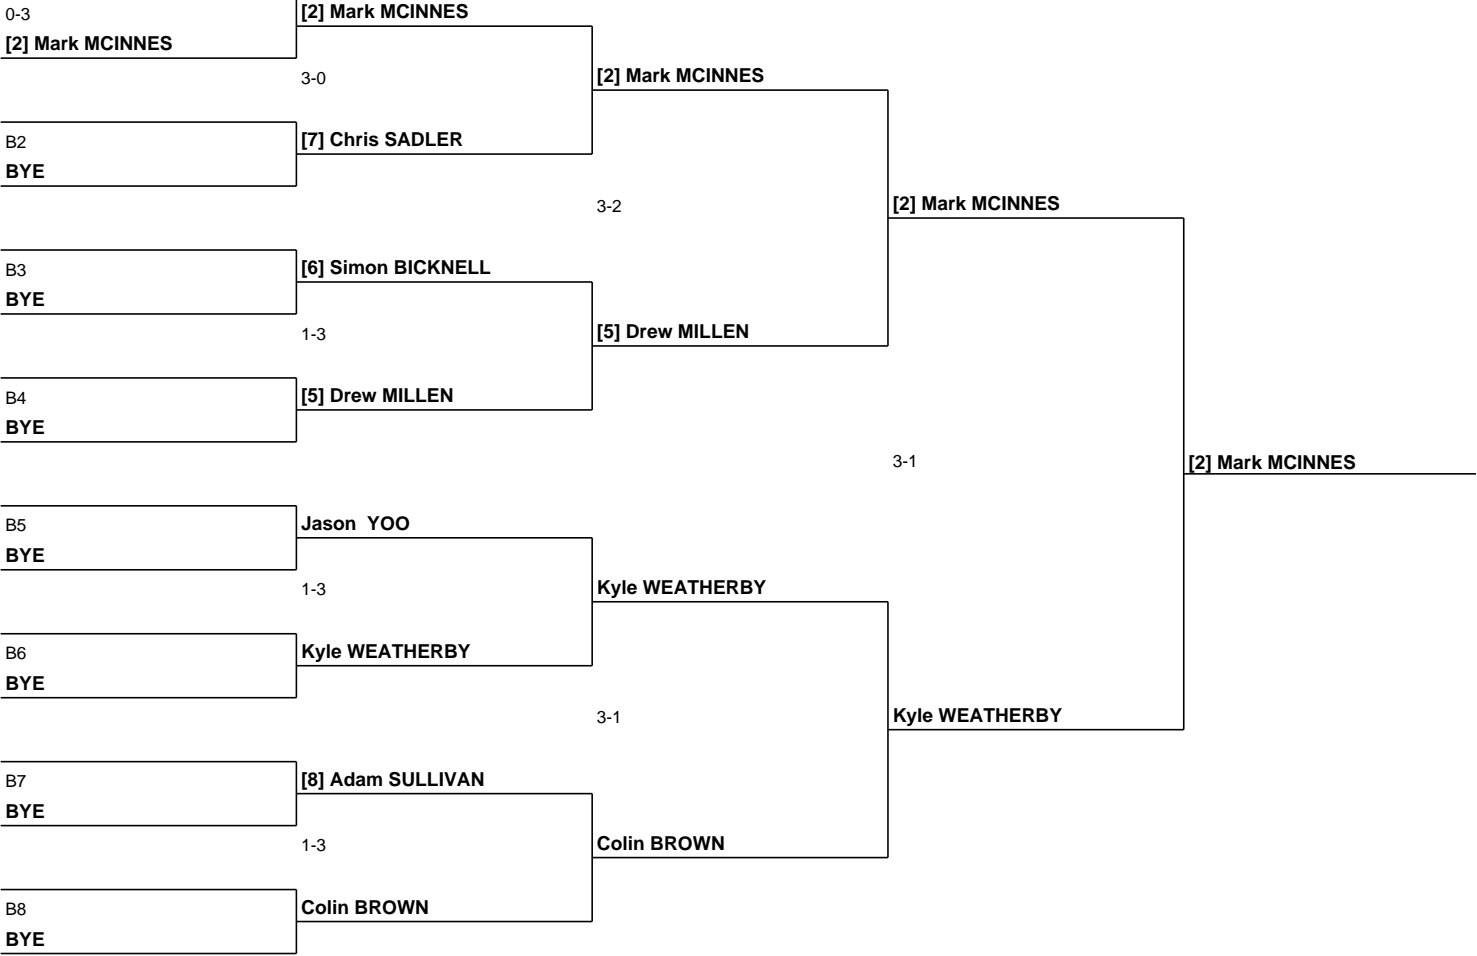 0-3
[2] Mark MCINNES
[2] Mark MCINNES
3-0
[2] Mark MCINNES
B2
BYE
[7] Chris SADLER
3-2
[2] Mark MCINNES
B3
BYE
[6] Simon BICKNELL
1-3
[5] Drew MILLEN
B4
BYE
[5] Drew MILLEN
3-1
[2] Mark MCINNES
B5
BYE
Jason  YOO
1-3
Kyle WEATHERBY
B6
BYE
Kyle WEATHERBY
3-1
Kyle WEATHERBY
B7
BYE
[8] Adam SULLIVAN
1-3
Colin BROWN
B8
BYE
Colin BROWN